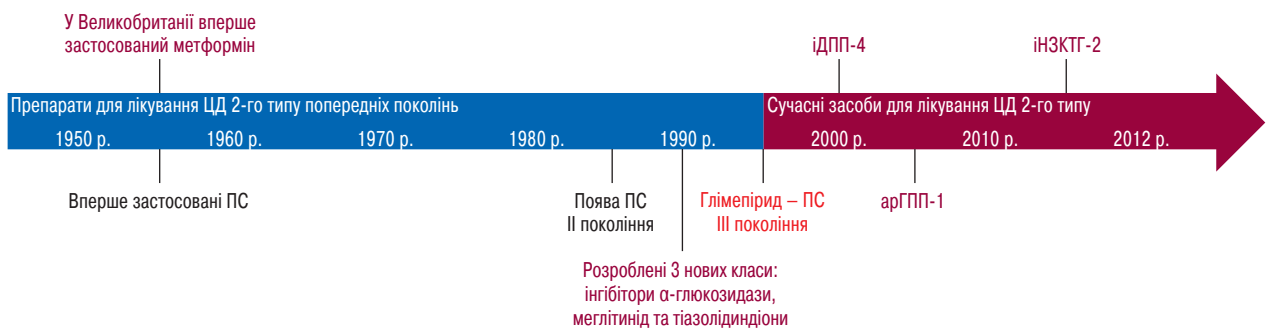 У Великобританії вперше
застосований метформін
іДПП-4
іНЗКТГ-2
Препарати для лікування ЦД 2-го типу попередніх поколінь
Сучасні засоби для лікування ЦД 2-го типу
1950 р.
1960 р.
1970 р.
1980 р.
1990 р.
2000 р.
2010 р.
2012 р.
Вперше застосовані ПС
Поява ПС
II покоління
Глімепірид – ПС
III покоління
арГПП-1
Розроблені 3 нових класи:
інгібітори α-глюкозидази,
меглітинід та тіазолідиндіони